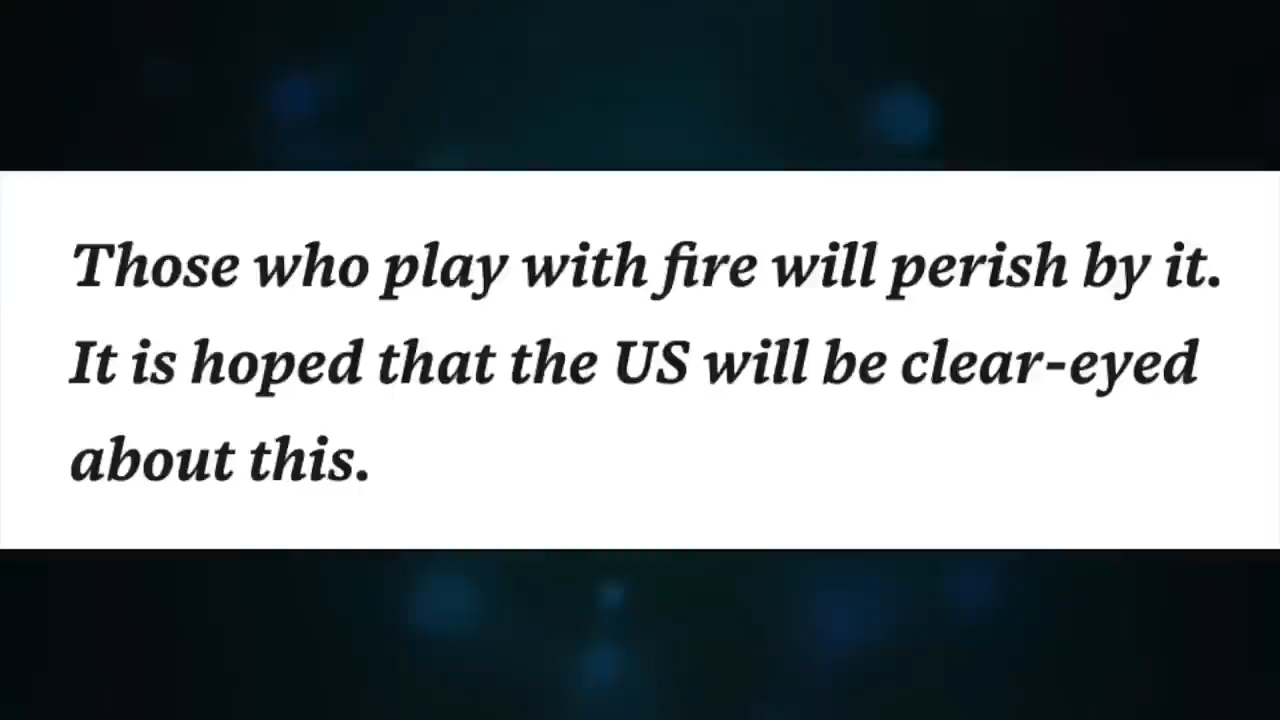 Those who play with fire will perish by it.
It is hoped that the US will be clear-eyed
about this.